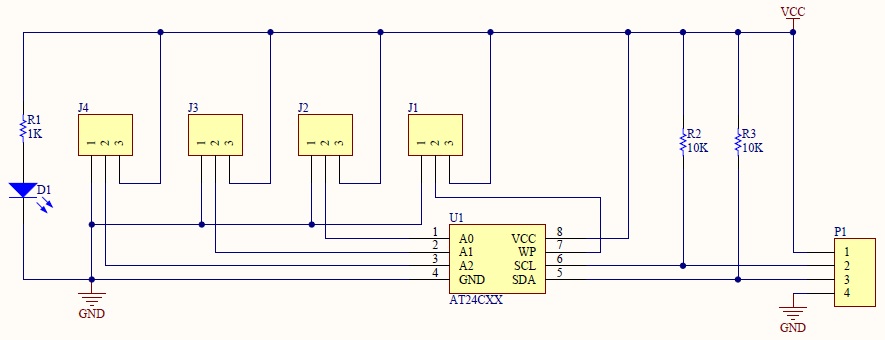 VCC
J4
J3
J2
J1
R1
1K
1 2 3
1 2 3
1 2 3
1 2 3
R2
10K
R3
10K
D1
U1
P1
1 A0 VCC 8
2 A1 WP 7
3 A2 SCL 6
4 GND SDA 5
AT24CXX
1
2
3
4
GND
GND